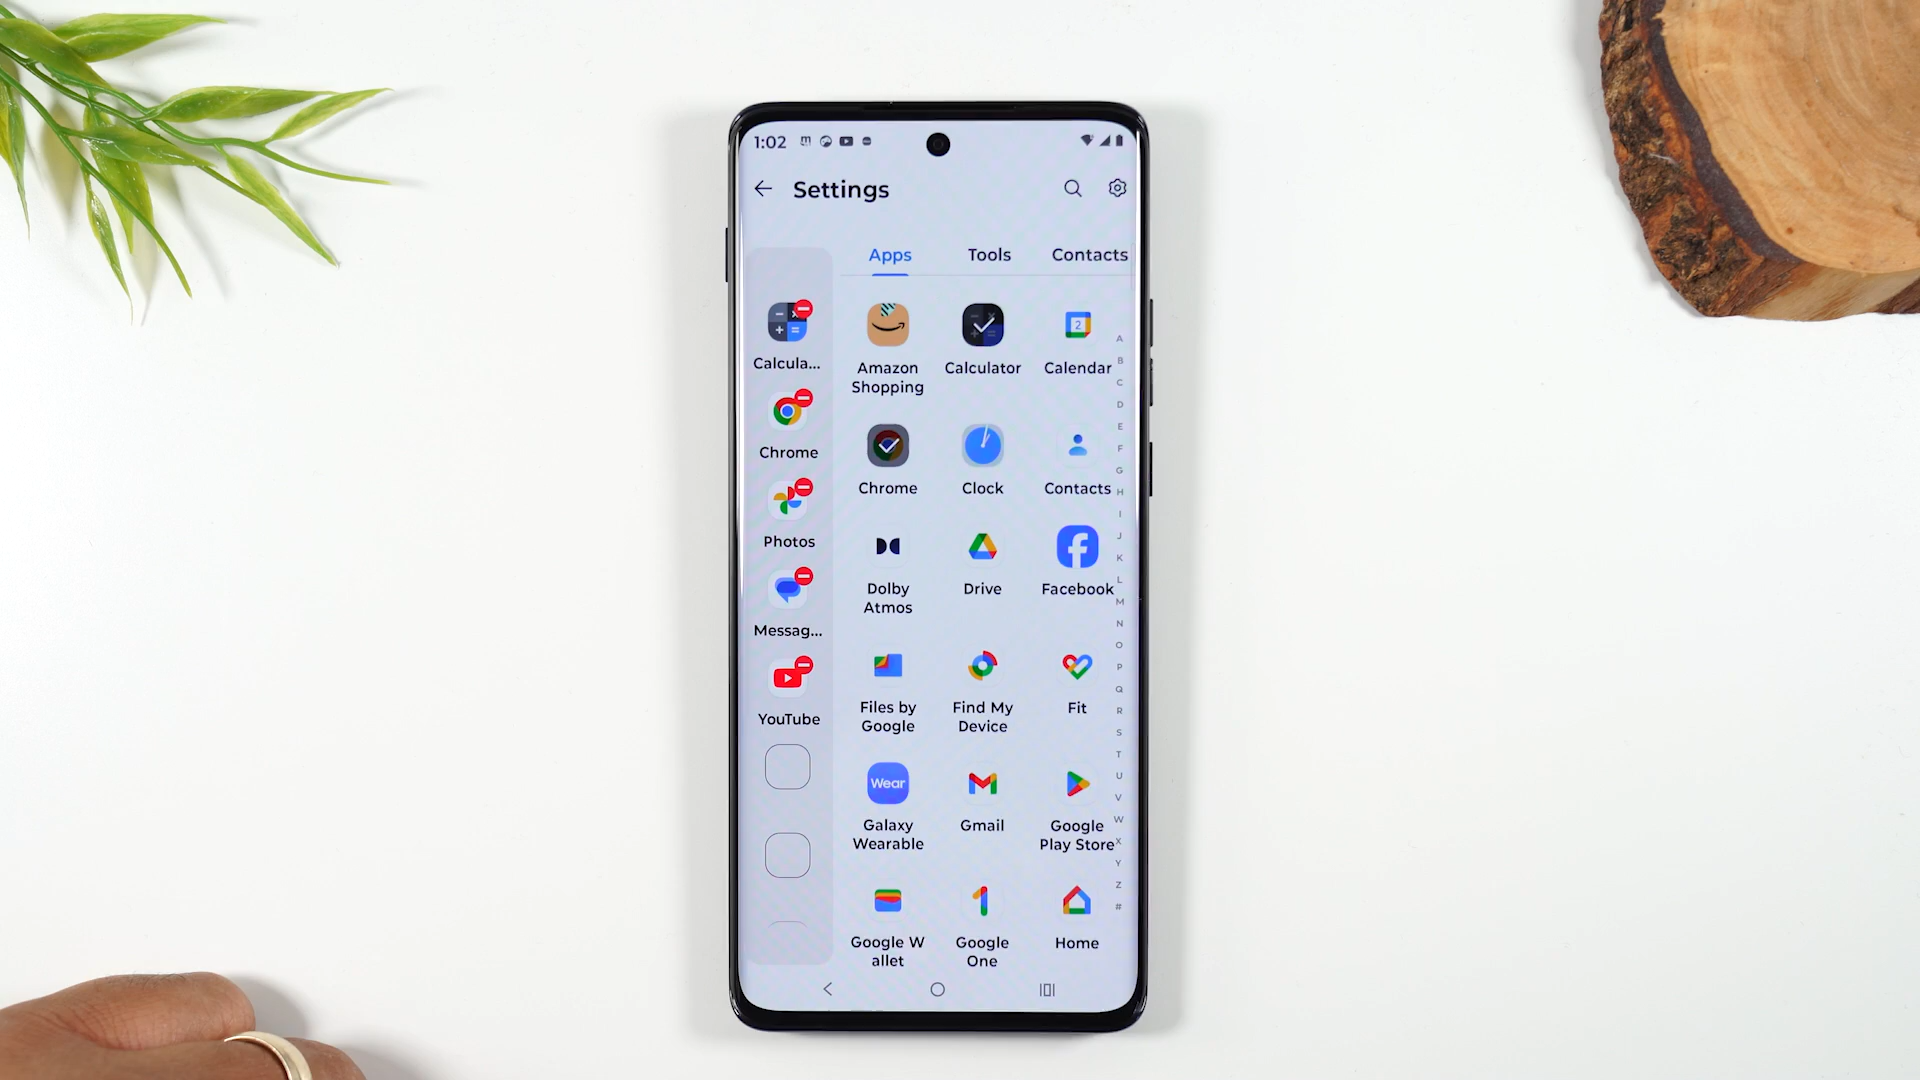 1:02
Settings
Apps Tools Contacts
Calcula...
Chrome
Photos
Messag...
YouTube
Amazon
Shopping
Calculator
2
Calendar
Chrome
Clock
Contacts
Dolby
Atmos
Drive
Facebook
Files by
Google
Find My
Device
Fit
Wear
Galaxy
Wearable
Gmail
Google
Play Store
Google W
allet
Google
One
Home
A
B
C
D
E
F
G
H
I
J
K
L
M
N
O
P
Q
R
S
T
U
V
W
X
Y
Z
#